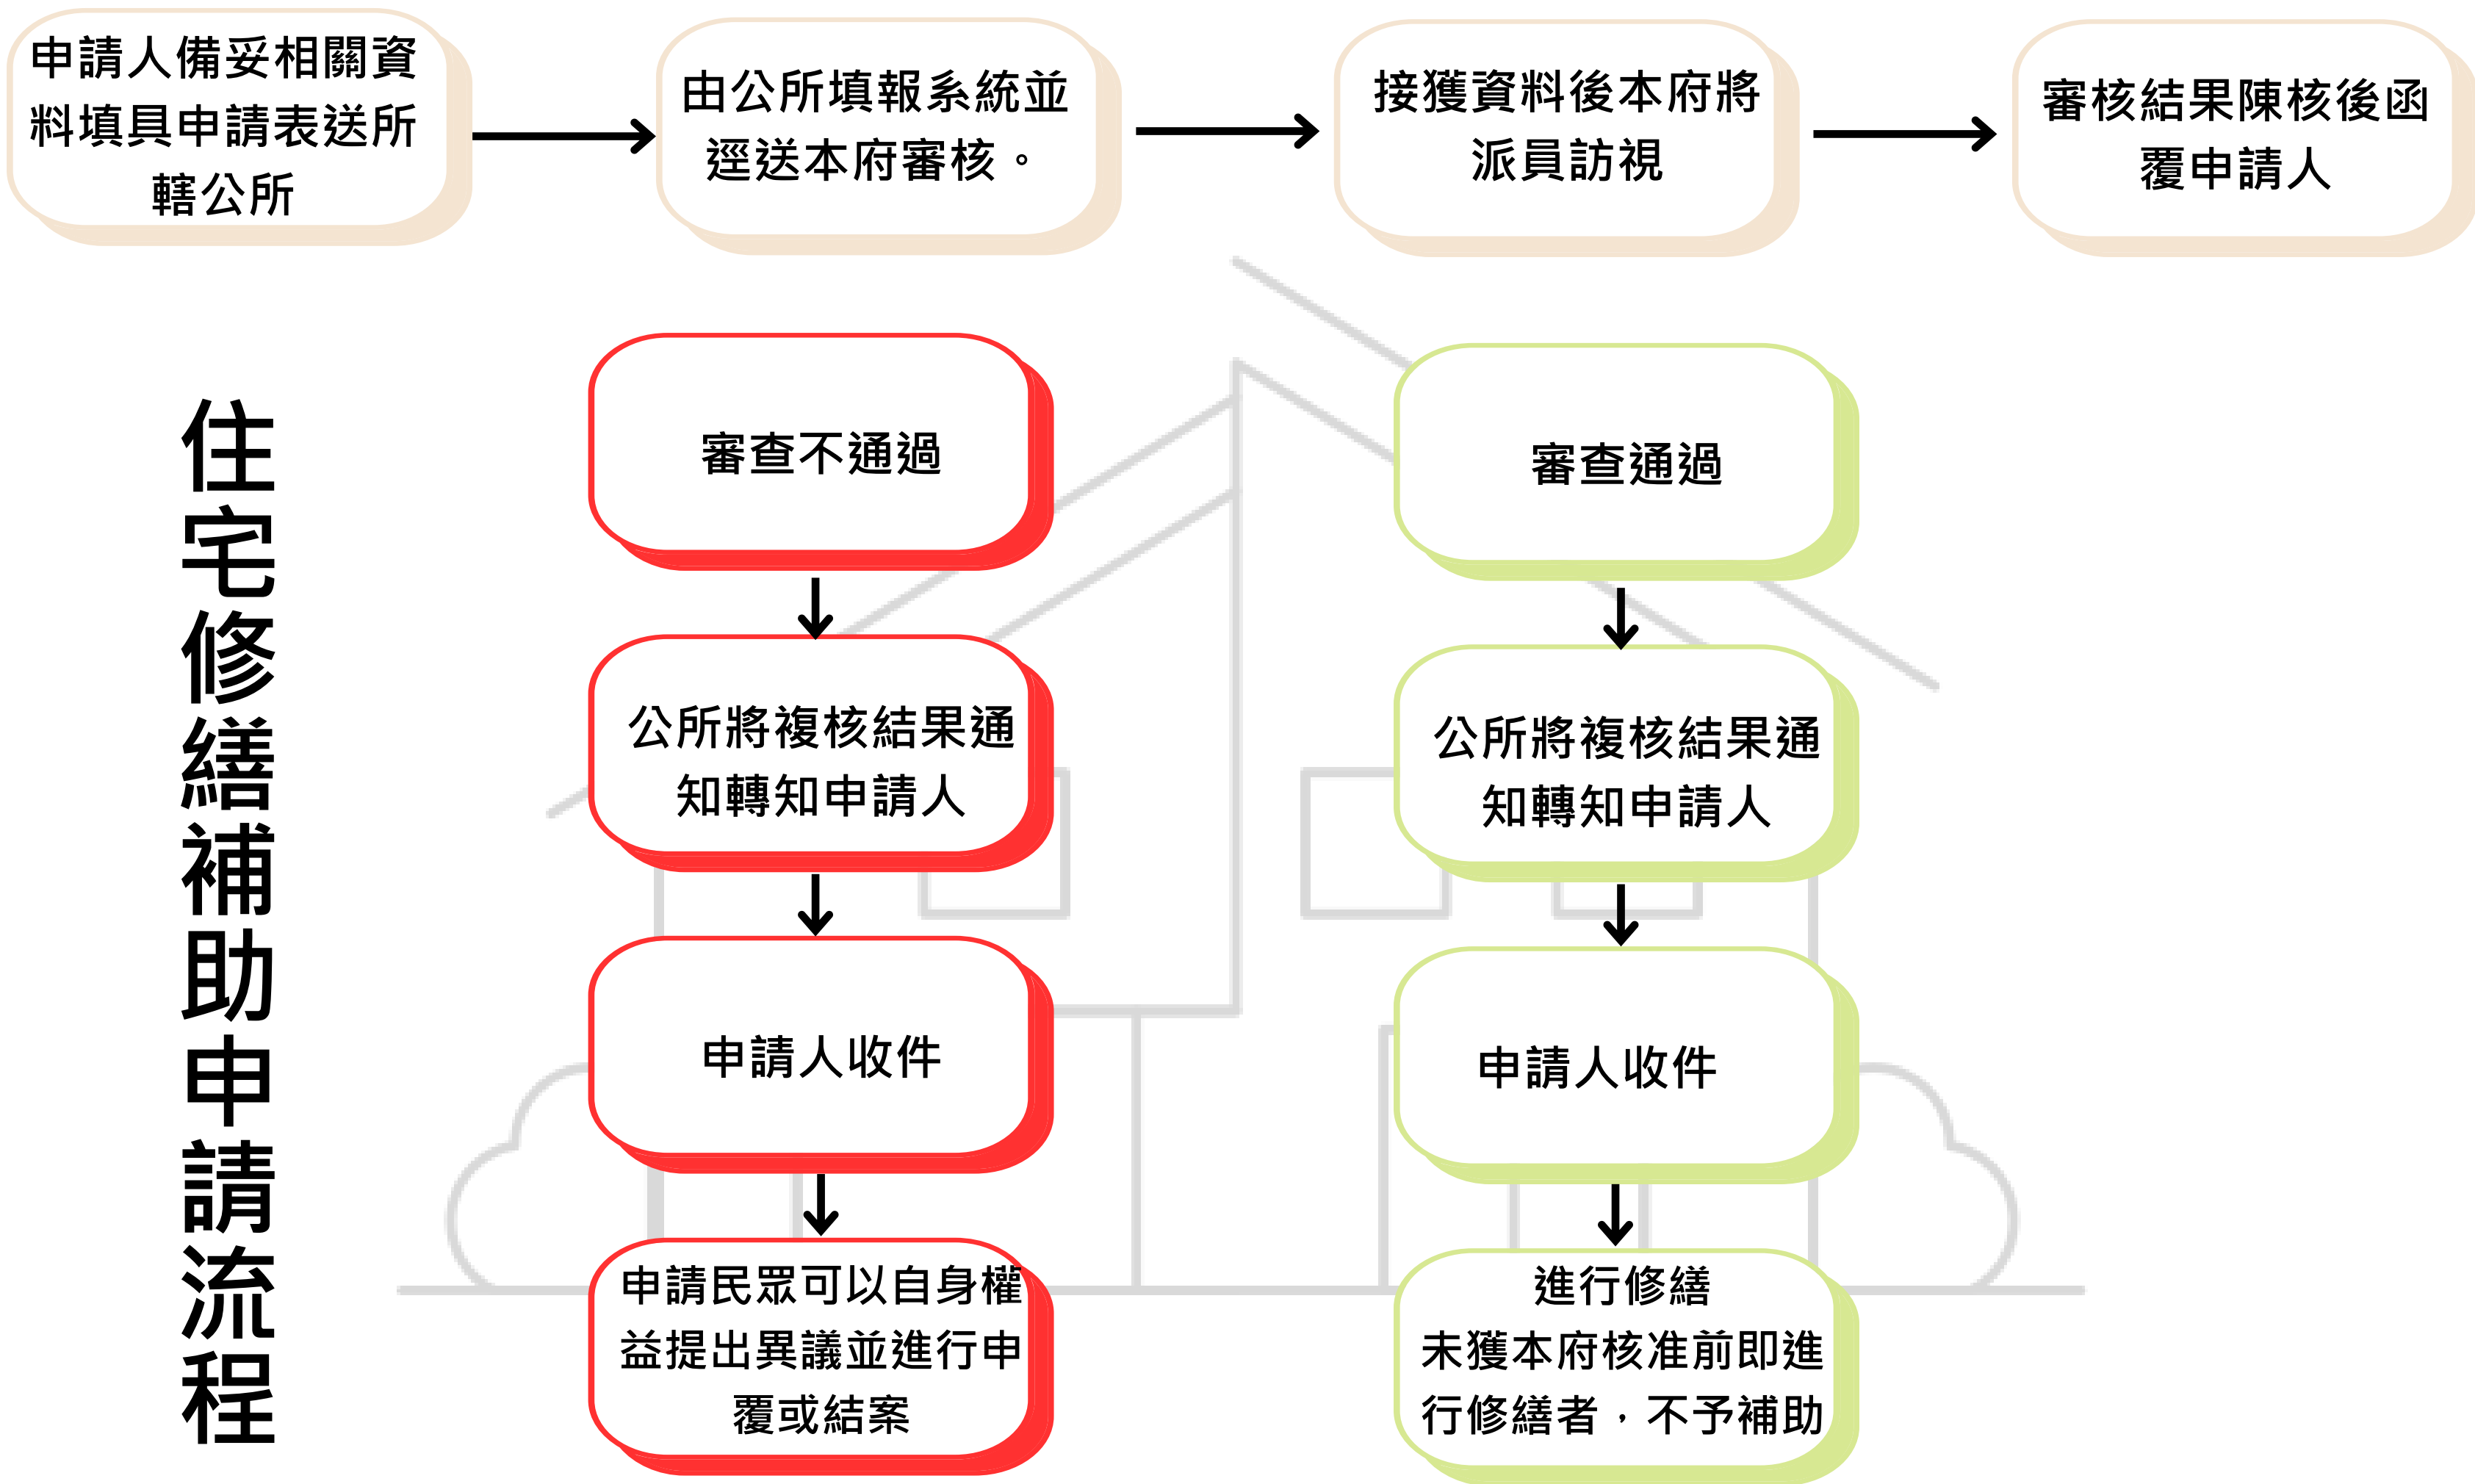 申請人備妥相關資
料填具申請表送所
轄公所
由公所填報系統並
逕送本府審核。
接獲資料後本府將
派員訪視
審核結果陳核後函
覆申請人
住宅修繕補助申請流程
審查不通過
公所將複核結果通
知轉知申請人
申請人收件
申請民眾可以自身權
益提出異議並進行申
覆或結案
審查通過
公所將複核結果通
知轉知申請人
申請人收件
進行修繕
未獲本府核准前即進
行修繕者，不予補助